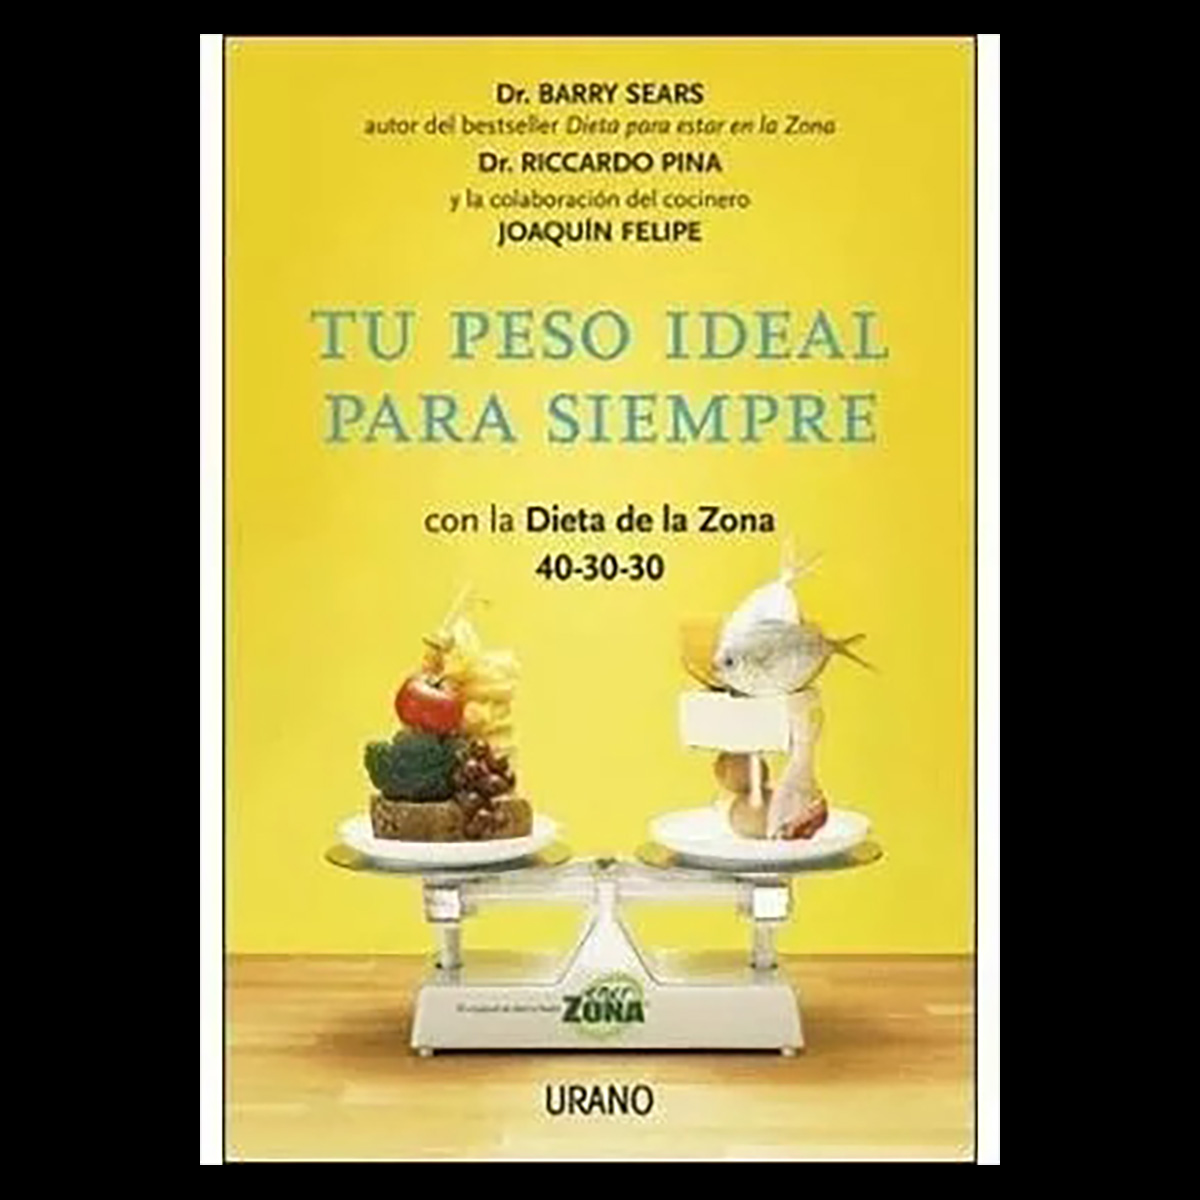 Dr. BARRY SEARS
autor del bestseller Dieta para estar en la Zona
Dr. RICCARDO PINA
y la colaboración del cocinero
JOAQUÍN FELIPE
TU PESO IDEAL
PARA SIEMPRE
con la Dieta de la Zona
40-30-30
ZONA
URANO